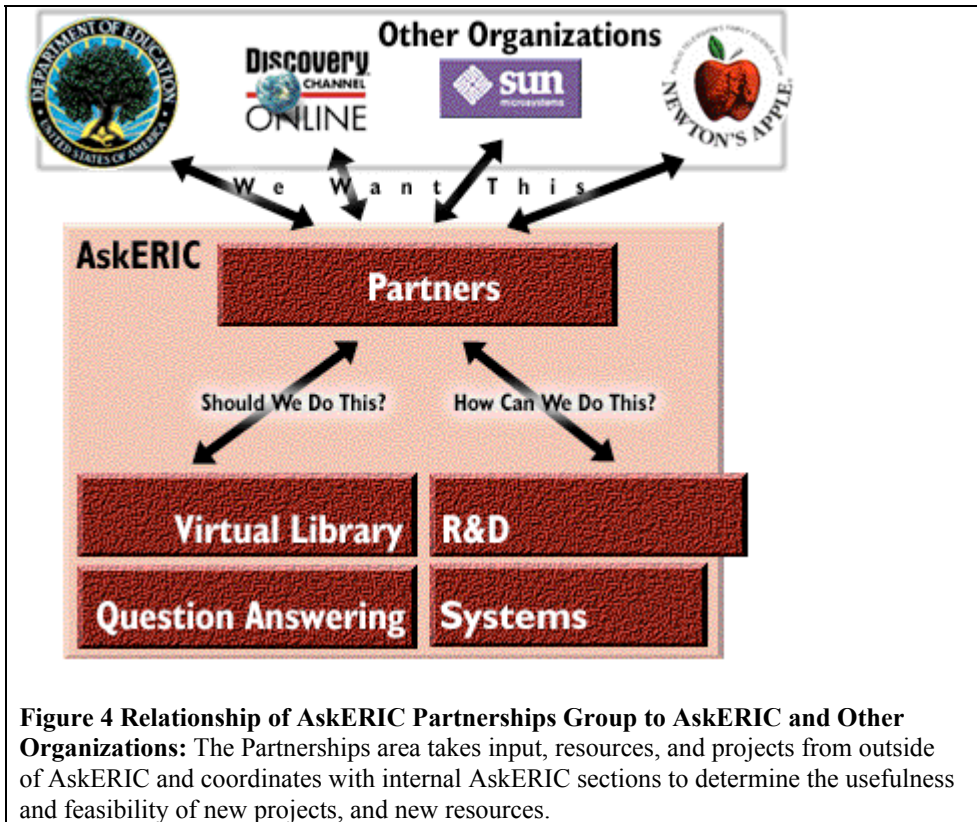 Other Organizations
DEPARTMENT OF EDUCATION
UNITED STATES OF AMERICA
DISCOVERY
CHANNEL
ONLINE
sun
microsystems
NEWTON'S APPLE
We Want This
AskERIC
Partners
Should We Do This?
How Can We Do This?
Virtual Library
R&D
Question Answering
Systems
Figure 4 Relationship of AskERIC Partnerships Group to AskERIC and Other
Organizations: The Partnerships area takes input, resources, and projects from outside
of AskERIC and coordinates with internal AskERIC sections to determine the usefulness
and feasibility of new projects, and new resources.